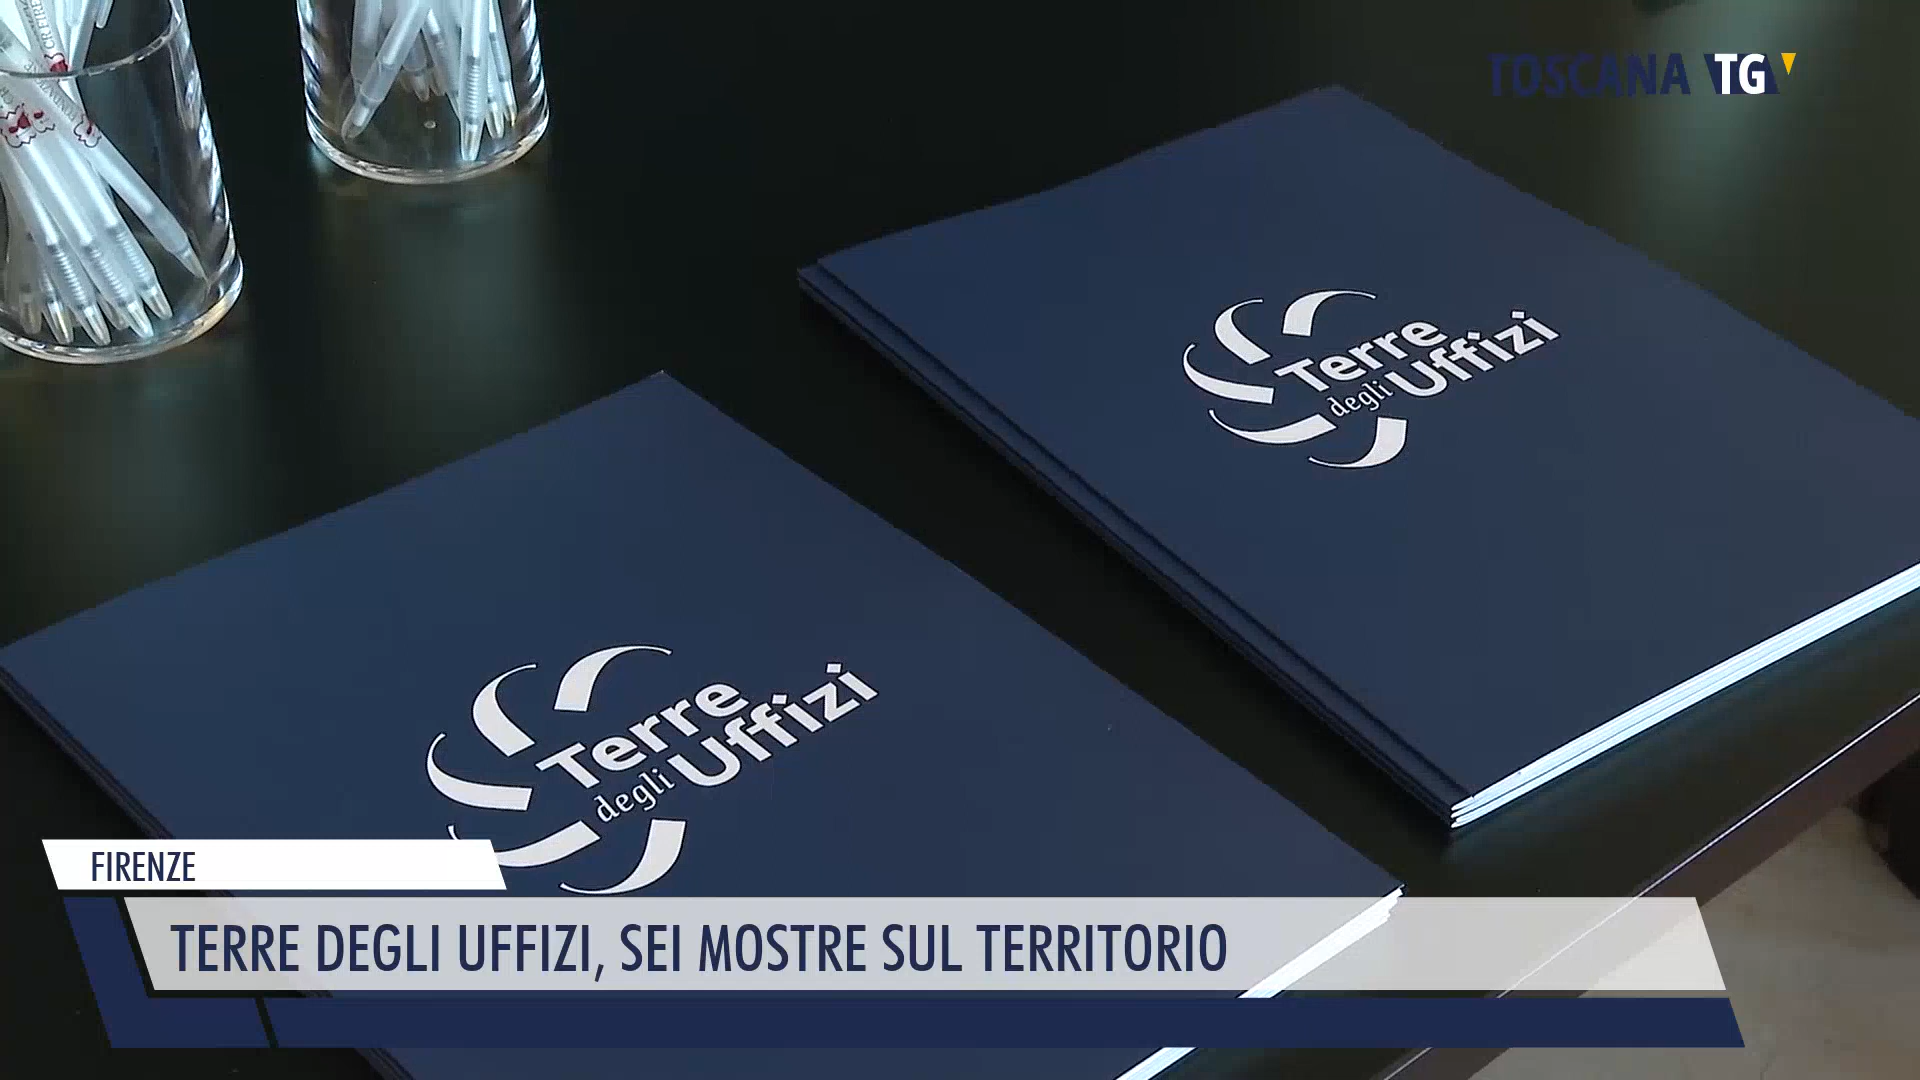 TOSCANA TG
Terre
degli Uffizi
Terre
degli Uffizi
FIRENZE
TERRE DEGLI UFFIZI, SEI MOSTRE SUL TERRITORIO